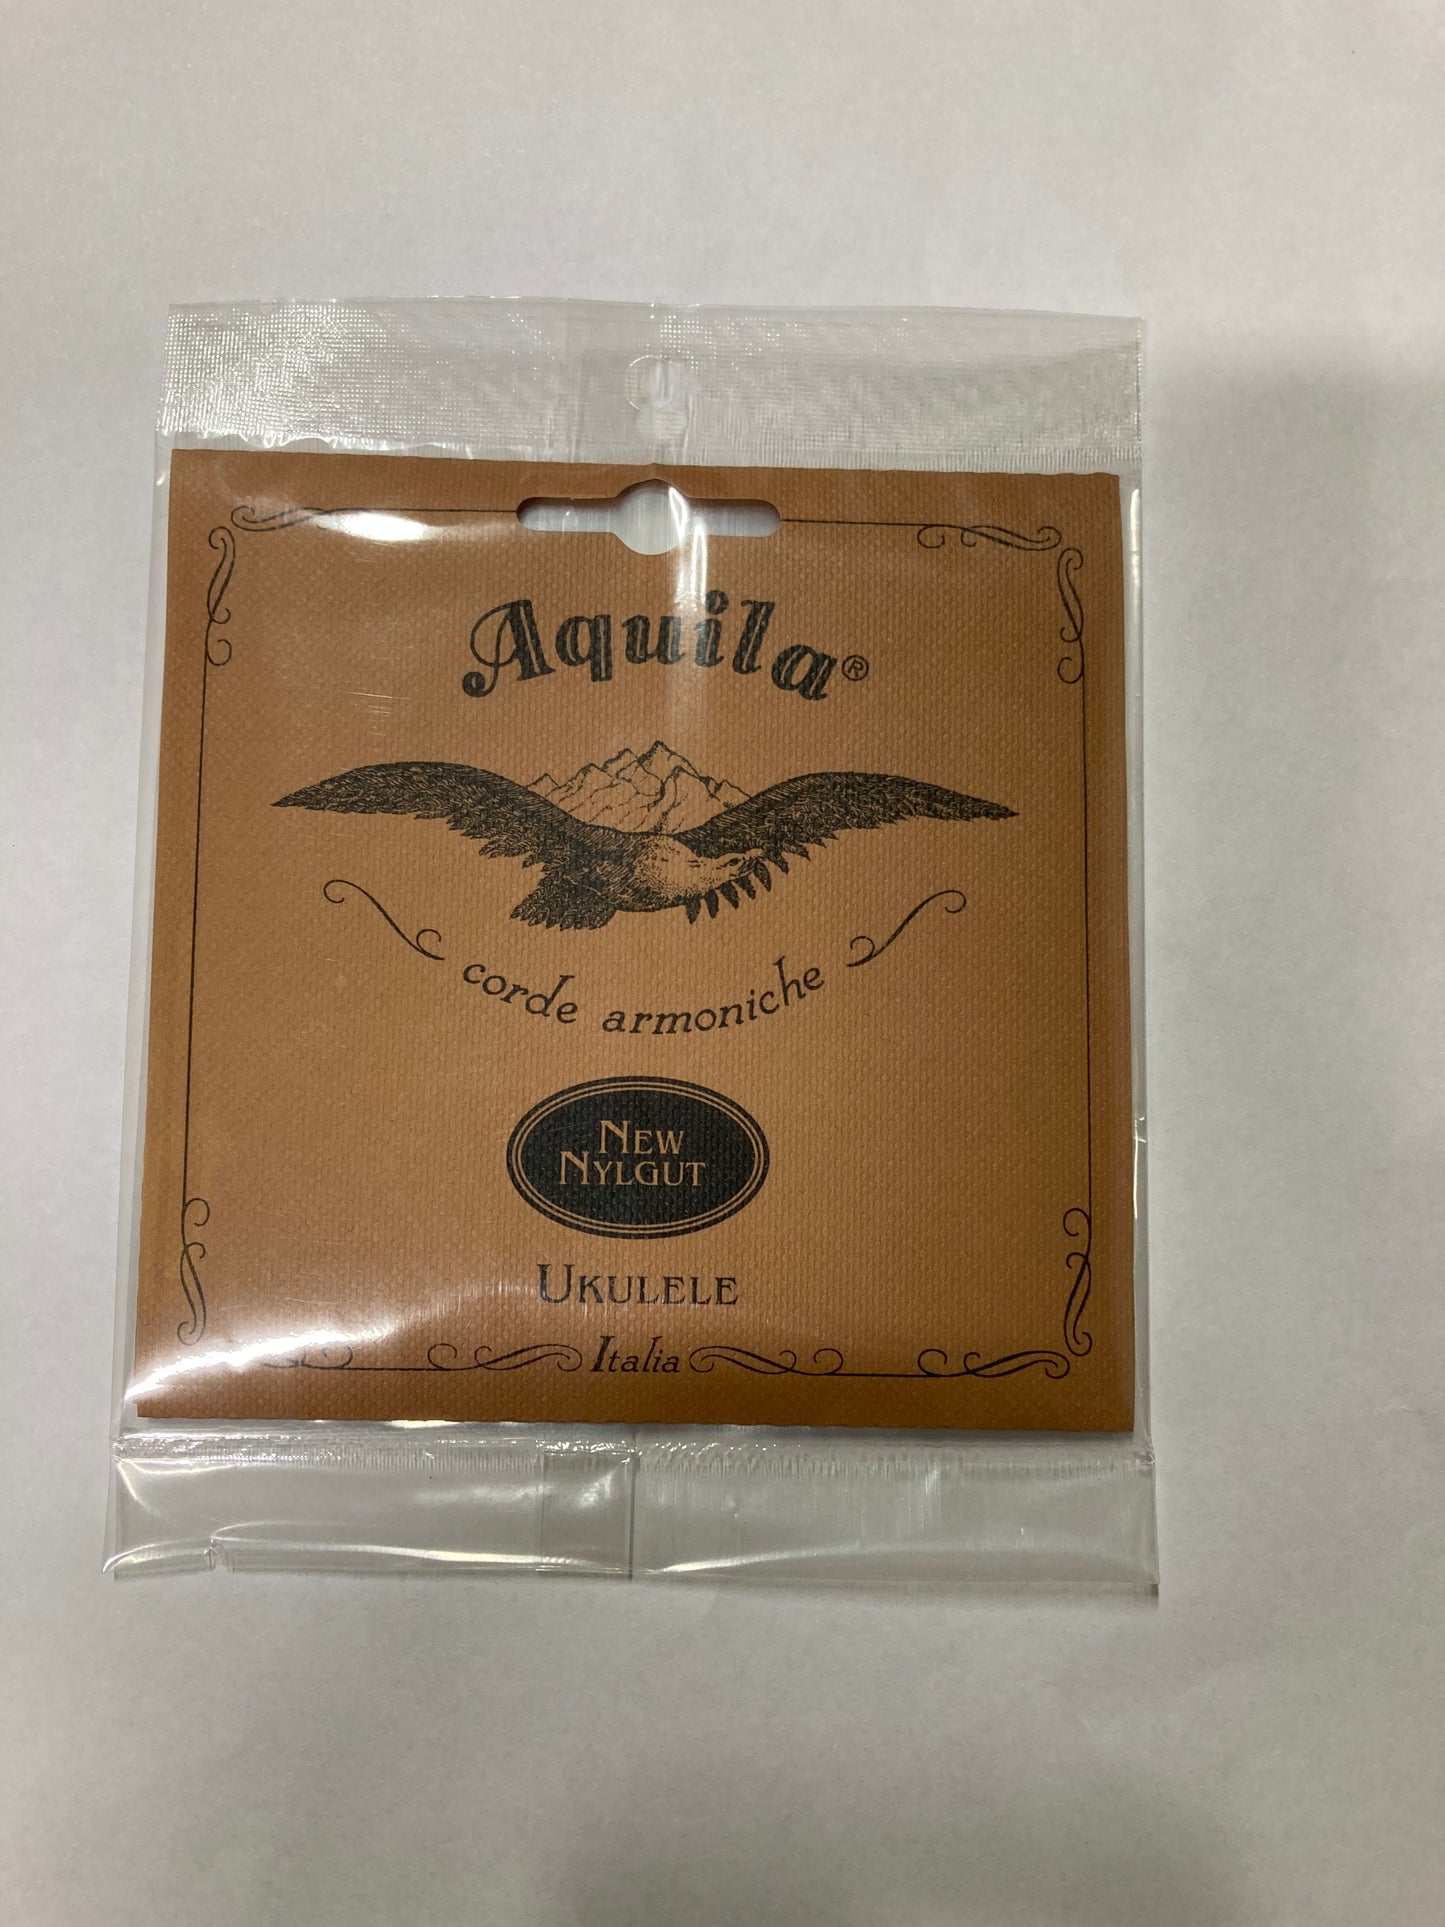 Aquila®
corde armoniche
New
Nylgut
Ukulele
Italia